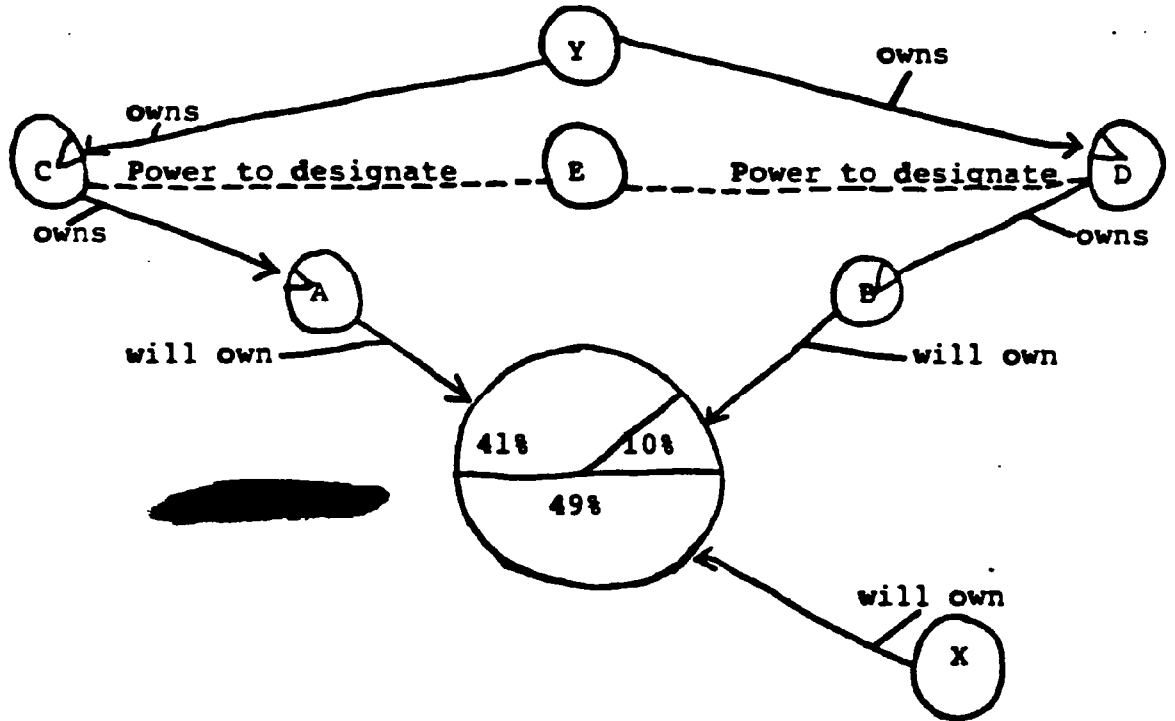 Y
owns
owns
C
Power to designate
E
Power to designate
D
owns
owns
A
B
will own
will own
41%
10%
49%
will own
X